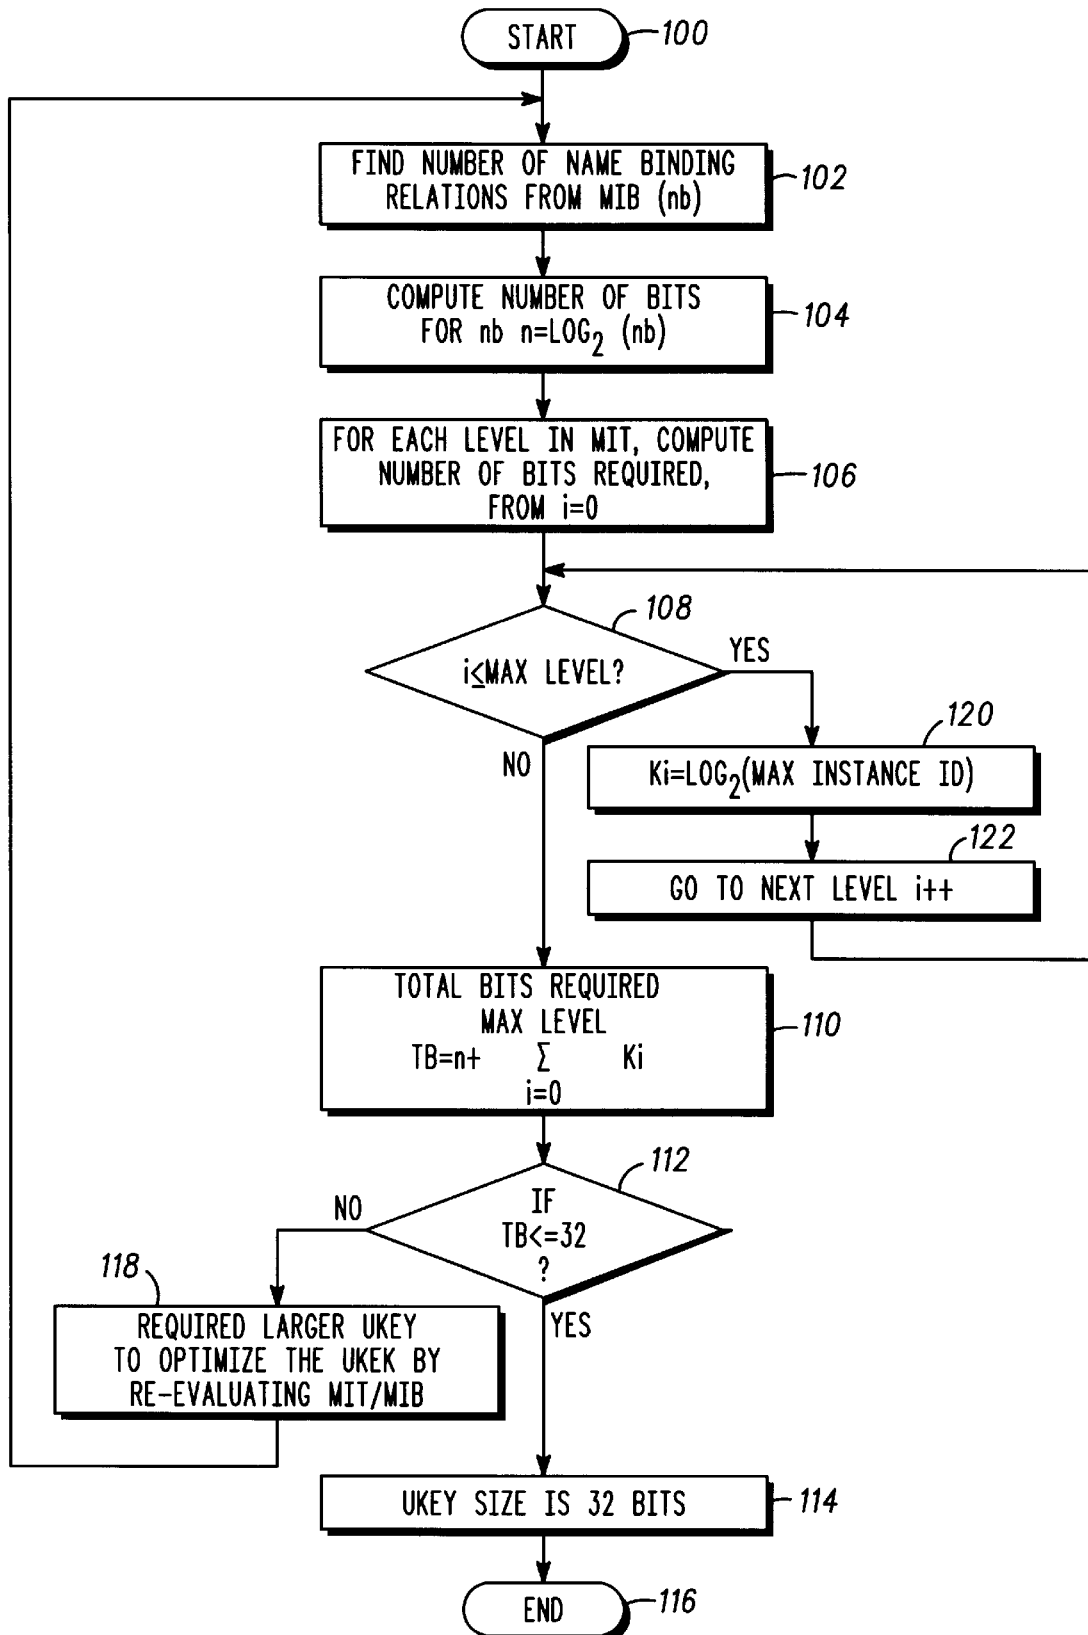 START
100
FIND NUMBER OF NAME BINDING
RELATIONS FROM MIB (nb)
102
COMPUTE NUMBER OF BITS
FOR nb n=LOG2 (nb)
104
FOR EACH LEVEL IN MIT, COMPUTE
NUMBER OF BITS REQUIRED,
FROM i=0
106
108
i≤MAX LEVEL?
YES
NO
120
Ki=LOG2(MAX INSTANCE ID)
122
GO TO NEXT LEVEL i++
TOTAL BITS REQUIRED
MAX LEVEL
TB=n+ Σ Ki
i=0
110
112
IF
TB<=32
?
NO
YES
118
REQUIRED LARGER UKEY
TO OPTIMIZE THE UKEK BY
RE-EVALUATING MIT/MIB
UKEY SIZE IS 32 BITS
114
END
116